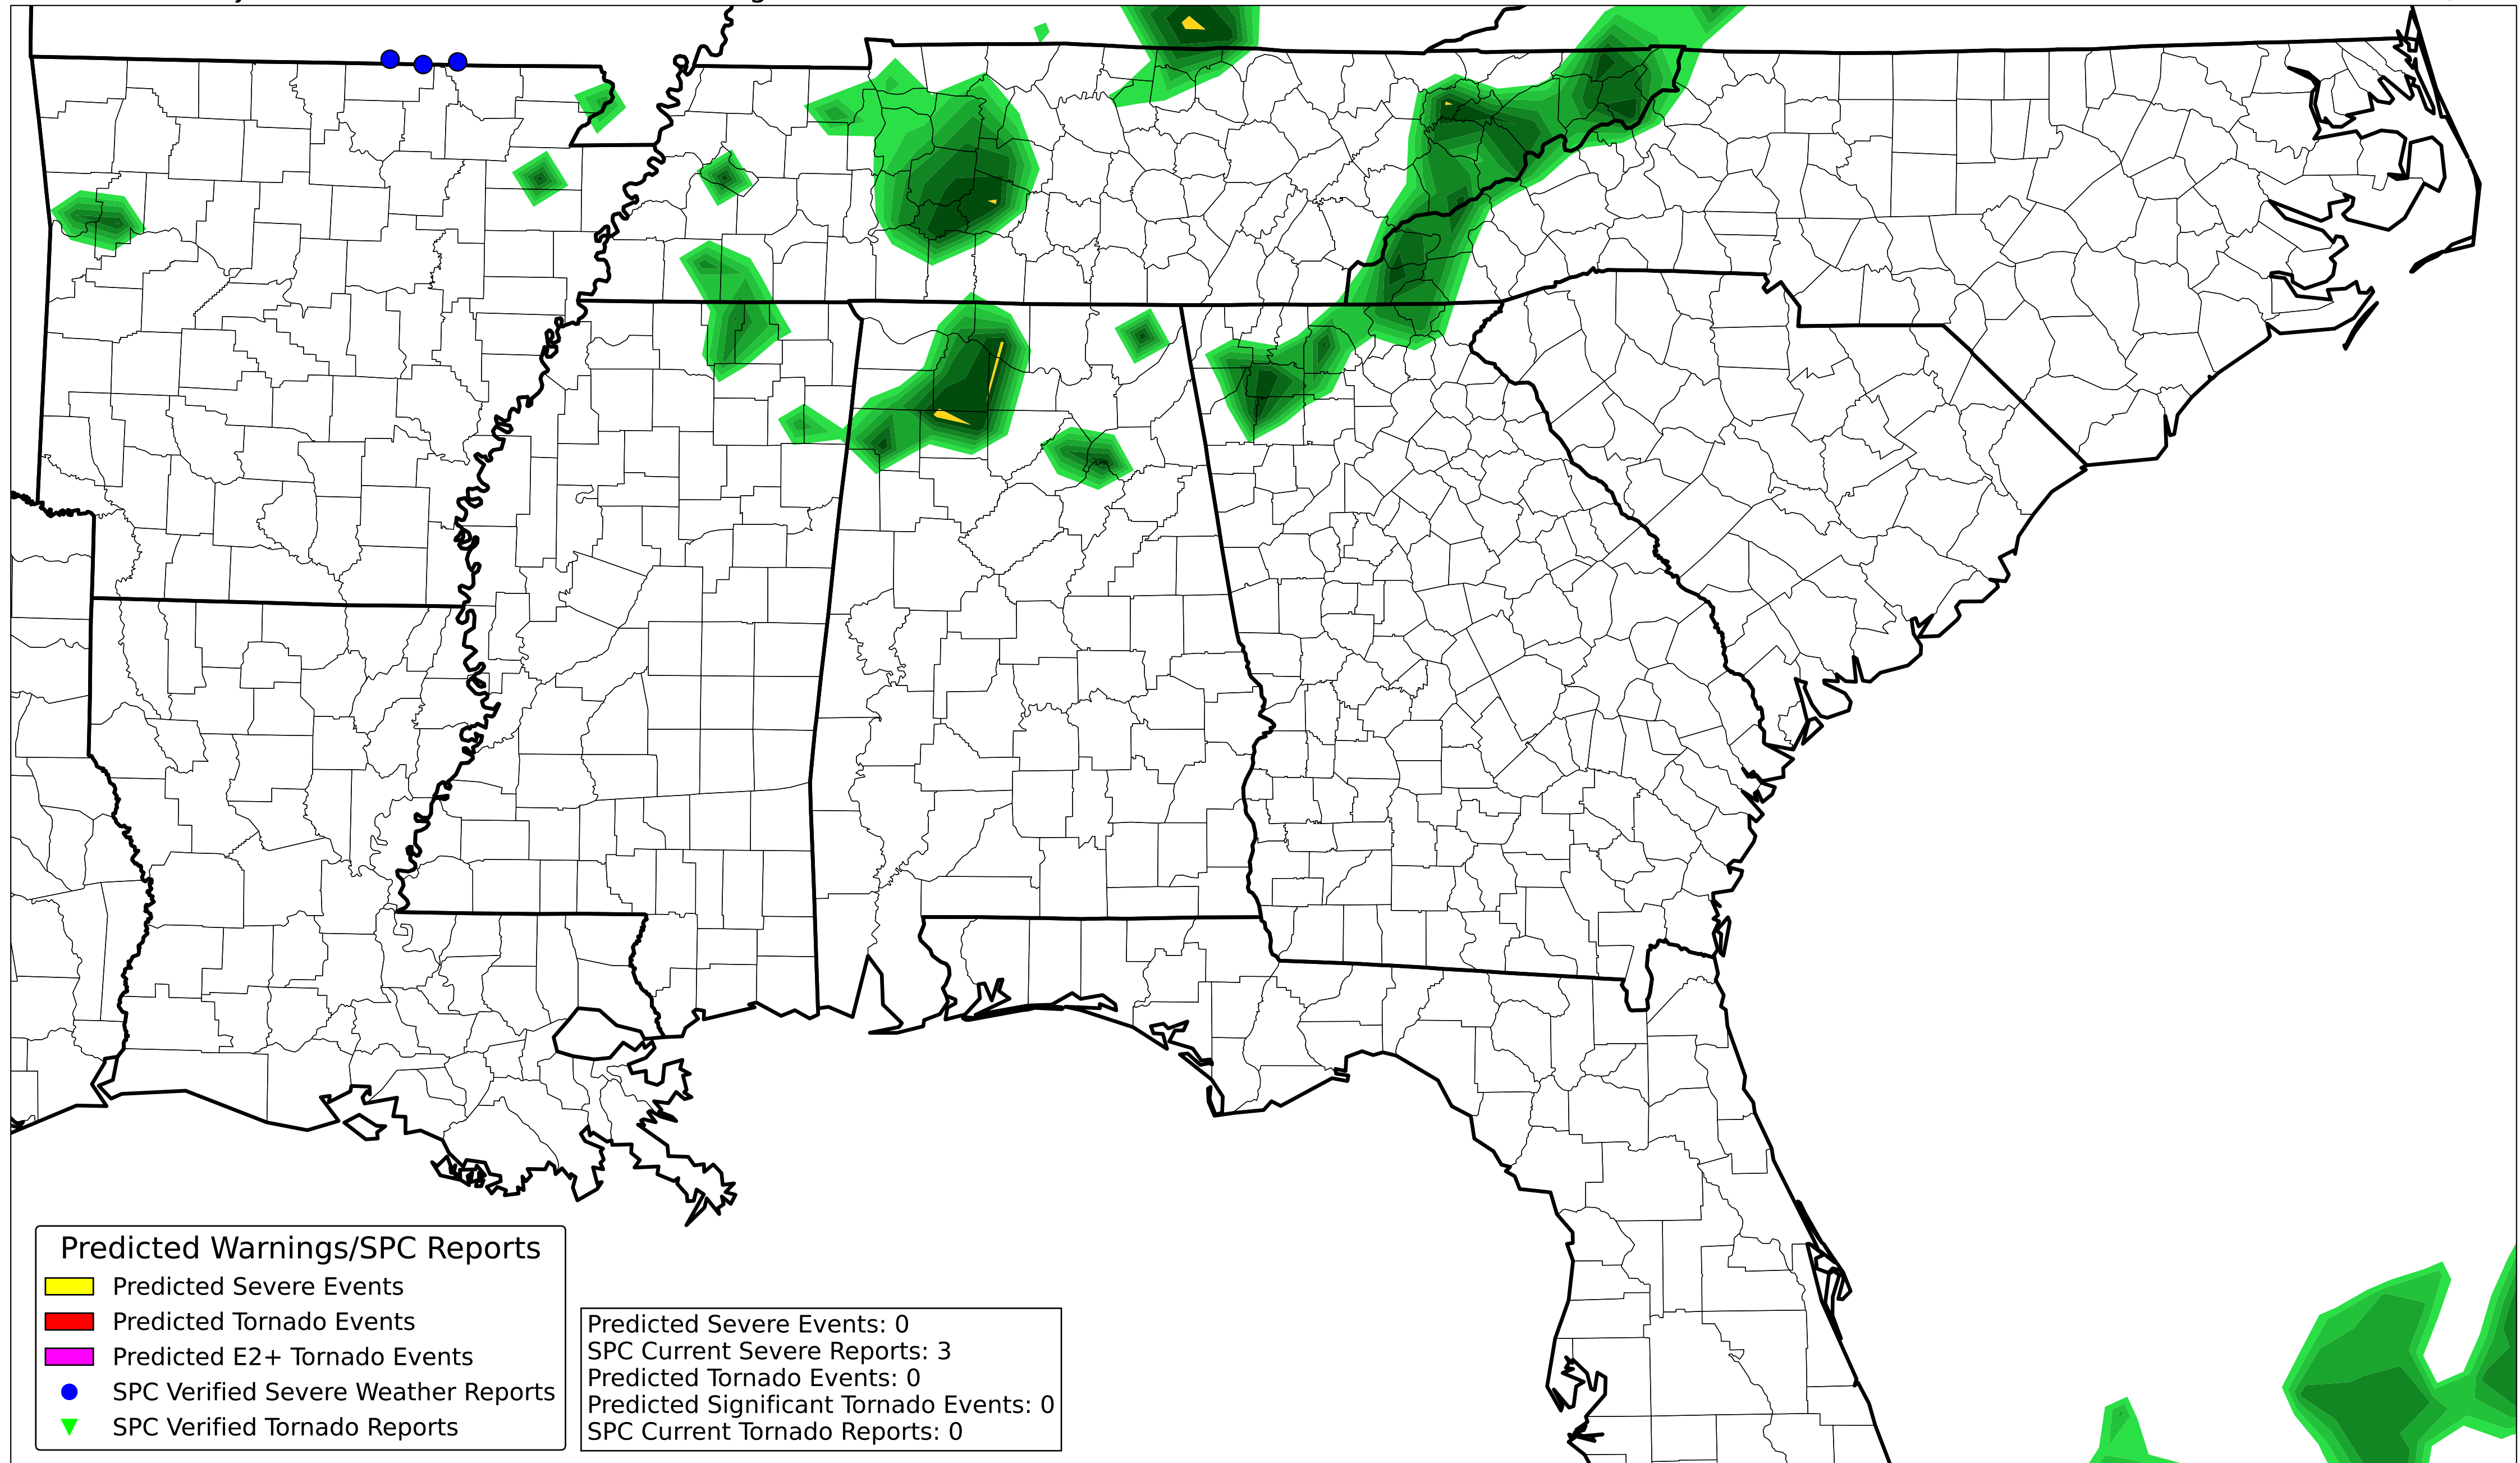 Predicted Warnings/SPC Reports
Predicted Severe Events
Predicted Tornado Events
Predicted E2+ Tornado Events
SPC Verified Severe Weather Reports
SPC Verified Tornado Reports
Predicted Severe Events: 0
SPC Current Severe Reports: 3
Predicted Tornado Events: 0
Predicted Significant Tornado Events: 0
SPC Current Tornado Reports: 0